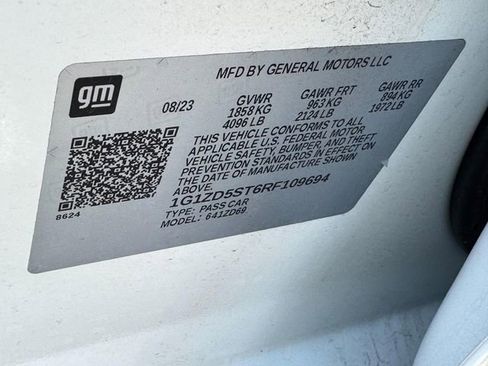 MFD BY GENERAL MOTORS LLC
gm
08/23 GVWR GAWR FRT GAWR RR
1858 KG 963 KG 894 KG
4096 LB 2124 LB 1972 LB
THIS VEHICLE CONFORMS TO ALL
APPLICABLE U.S. FEDERAL MOTOR
VEHICLE SAFETY, BUMPER, AND THEFT
PREVENTION STANDARDS IN EFFECT ON
THE DATE OF MANUFACTURE SHOWN
ABOVE.
1G1ZD5ST6RF109694
8624
TYPE: PASS CAR
MODEL: 641ZD69